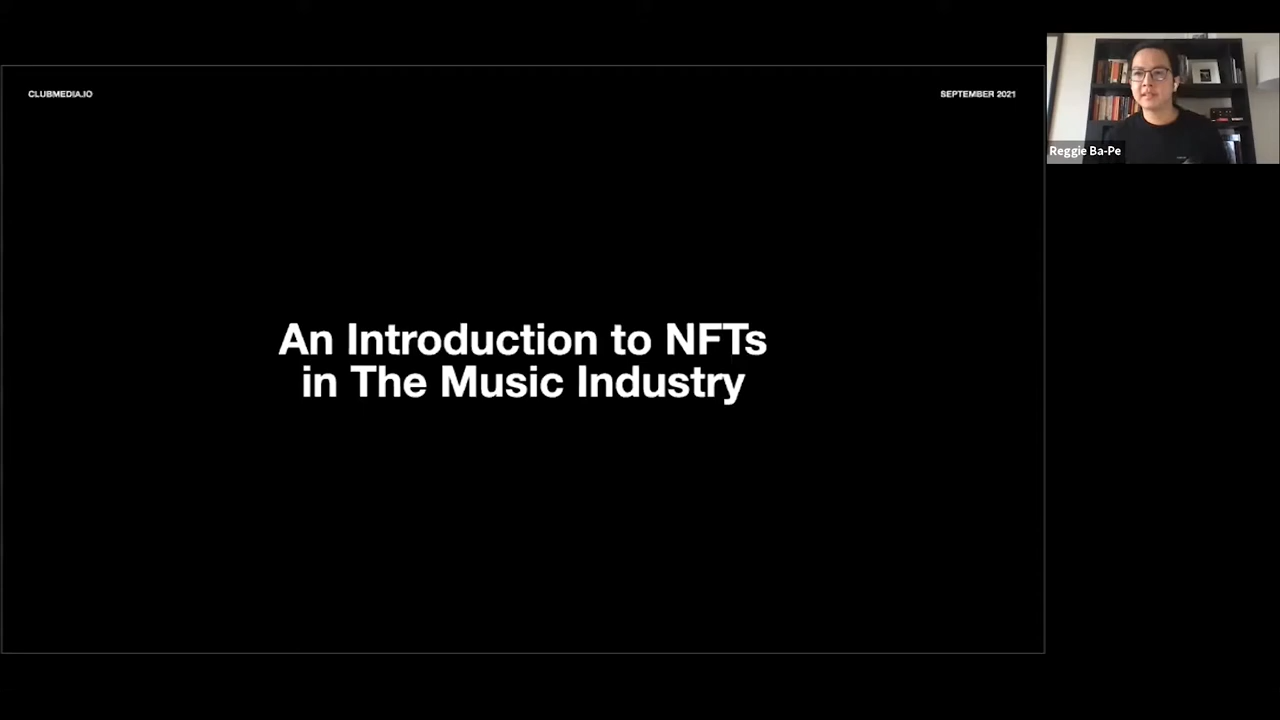 CLUBMEDIA.IO
SEPTEMBER 2021
An Introduction to NFTs
in The Music Industry
Reggie Ba-Pe